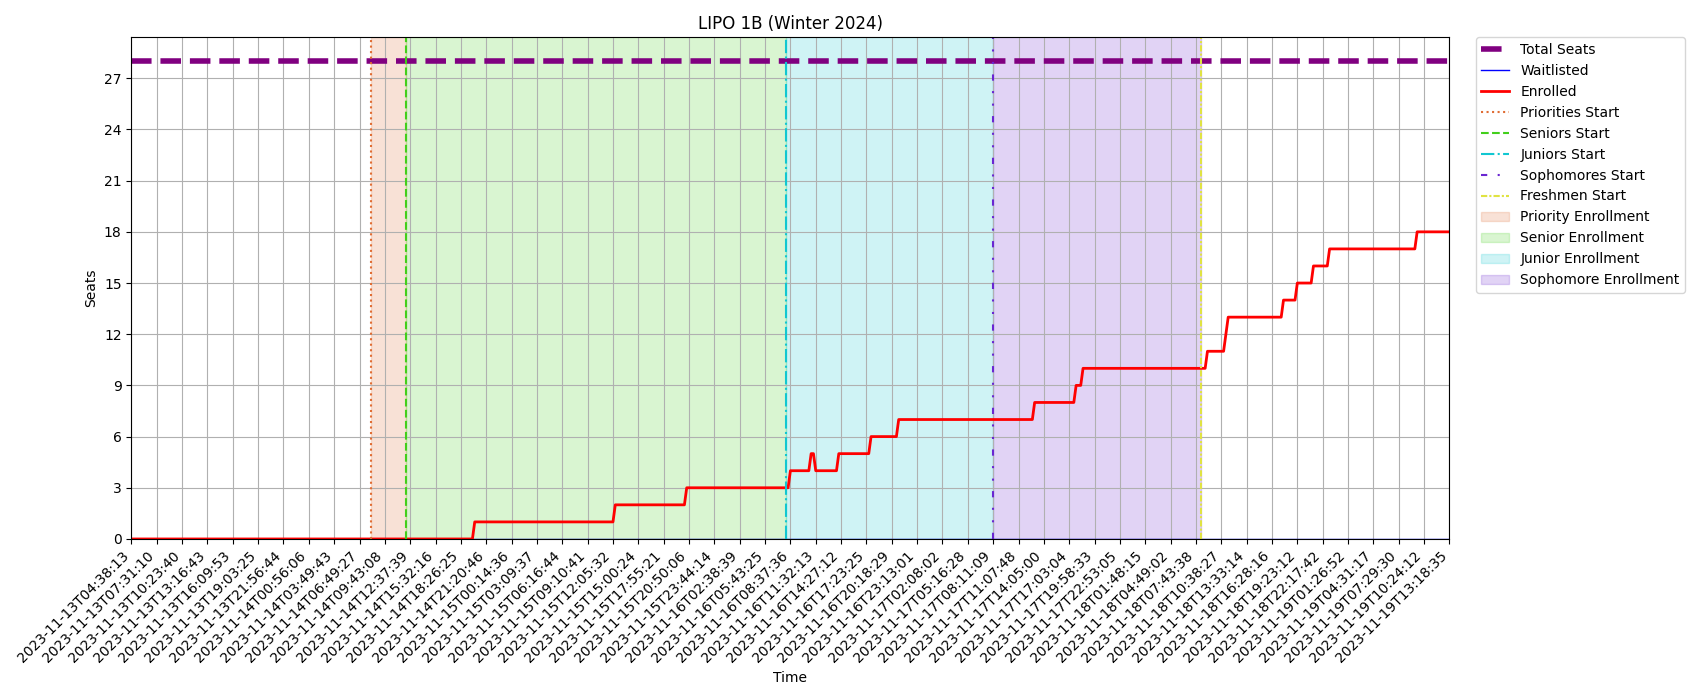 LIPO 1B (Winter 2024)
27
24
21
18
15
12
9
6
3
0
Seats
2023-11-13T04:38:13
2023-11-13T07:31:10
2023-11-13T10:23:40
2023-11-13T13:16:43
2023-11-13T16:09:53
2023-11-13T19:03:25
2023-11-13T21:56:44
2023-11-14T00:56:06
2023-11-14T03:49:43
2023-11-14T06:49:27
2023-11-14T09:43:08
2023-11-14T12:37:39
2023-11-14T15:32:16
2023-11-14T18:26:25
2023-11-14T21:20:46
2023-11-15T00:14:36
2023-11-15T03:09:37
2023-11-15T06:16:44
2023-11-15T09:10:41
2023-11-15T12:05:32
2023-11-15T15:00:24
2023-11-15T17:55:21
2023-11-15T20:50:06
2023-11-15T23:44:14
2023-11-16T02:38:39
2023-11-16T05:43:25
2023-11-16T08:37:36
2023-11-16T11:32:13
2023-11-16T14:27:12
2023-11-16T17:23:25
2023-11-16T20:18:29
2023-11-16T23:13:01
2023-11-17T02:08:02
2023-11-17T05:16:28
2023-11-17T08:11:09
2023-11-17T11:07:48
2023-11-17T14:05:00
2023-11-17T17:03:04
2023-11-17T19:58:33
2023-11-17T22:53:05
2023-11-18T01:48:15
2023-11-18T04:49:02
2023-11-18T07:43:38
2023-11-18T10:38:27
2023-11-18T13:33:14
2023-11-18T16:28:16
2023-11-18T19:23:12
2023-11-18T22:17:42
2023-11-19T01:26:52
2023-11-19T04:31:17
2023-11-19T07:29:30
2023-11-19T10:24:12
2023-11-19T13:18:35
Time
Total Seats
Waitlisted
Enrolled
Priorities Start
Seniors Start
Juniors Start
Sophomores Start
Freshmen Start
Priority Enrollment
Senior Enrollment
Junior Enrollment
Sophomore Enrollment